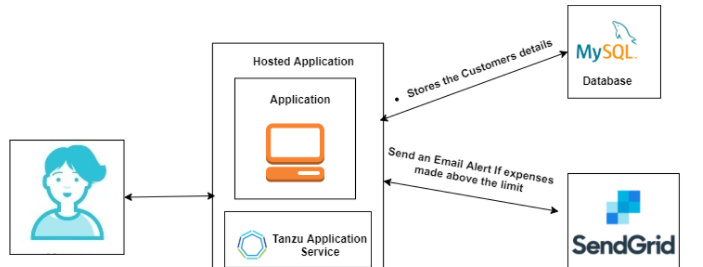 Hosted Application
Application
Tanzu Application
Service
• Stores the Customers details
MySQL
Database
Send an Email Alert If expenses
made above the limit
SendGrid